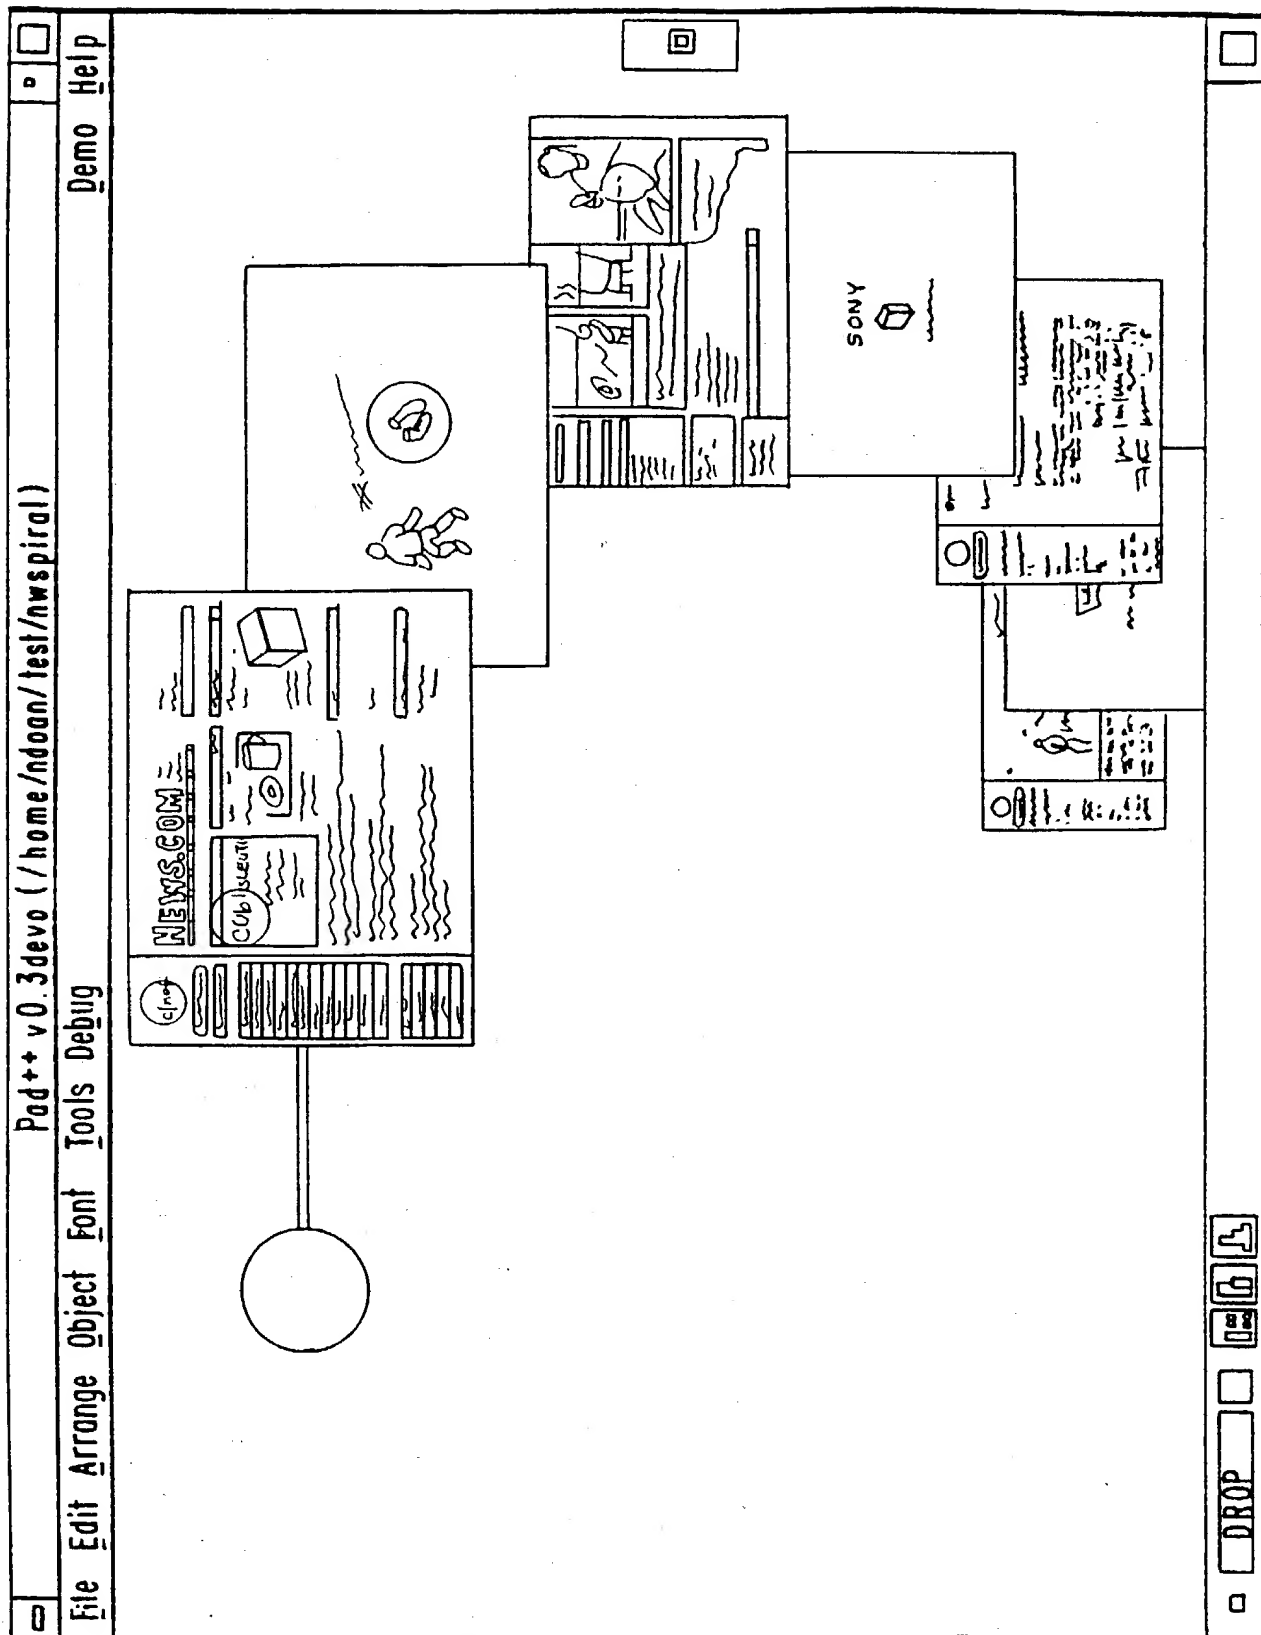 Pad++ v0.3devo (/home/ndoan/test/nwspiral)
File Edit Arrange Object Font Tools Debug Demo Help
c|net
NEWS.COM
SONY
DROP